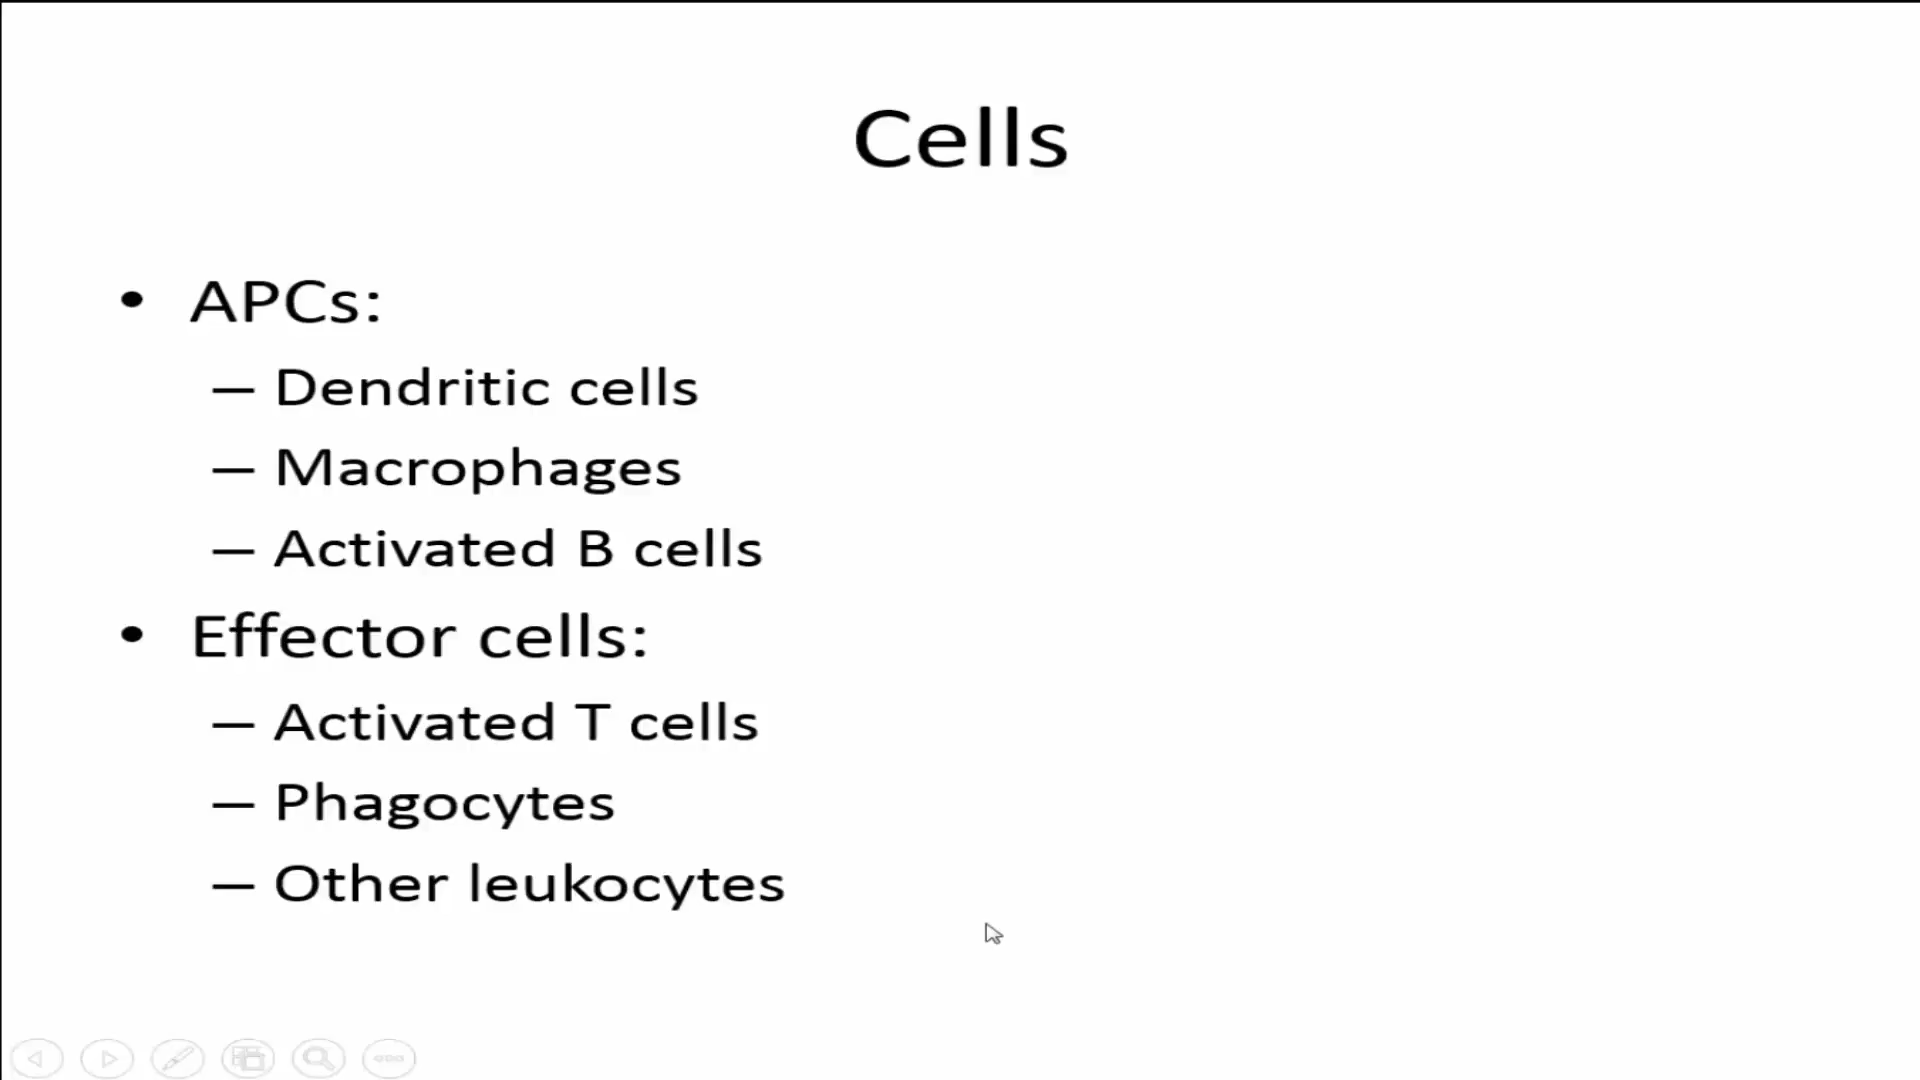 Cells
• APCs:
– Dendritic cells
– Macrophages
– Activated B cells
• Effector cells:
– Activated T cells
– Phagocytes
– Other leukocytes